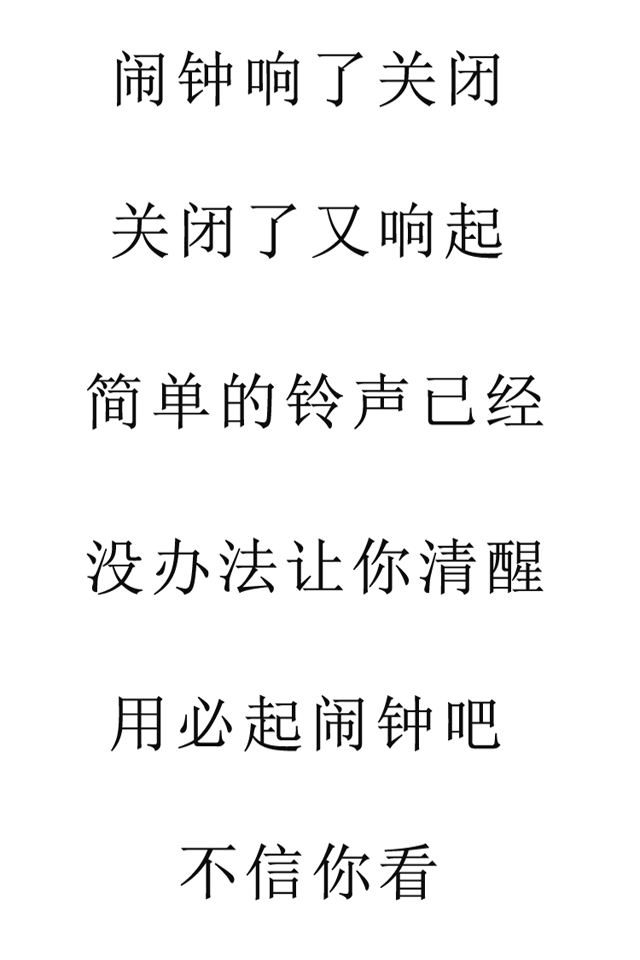 闹钟响了关闭
关闭了又响起
简单的铃声已经
没办法让你清醒
用必起闹钟吧
不信你看